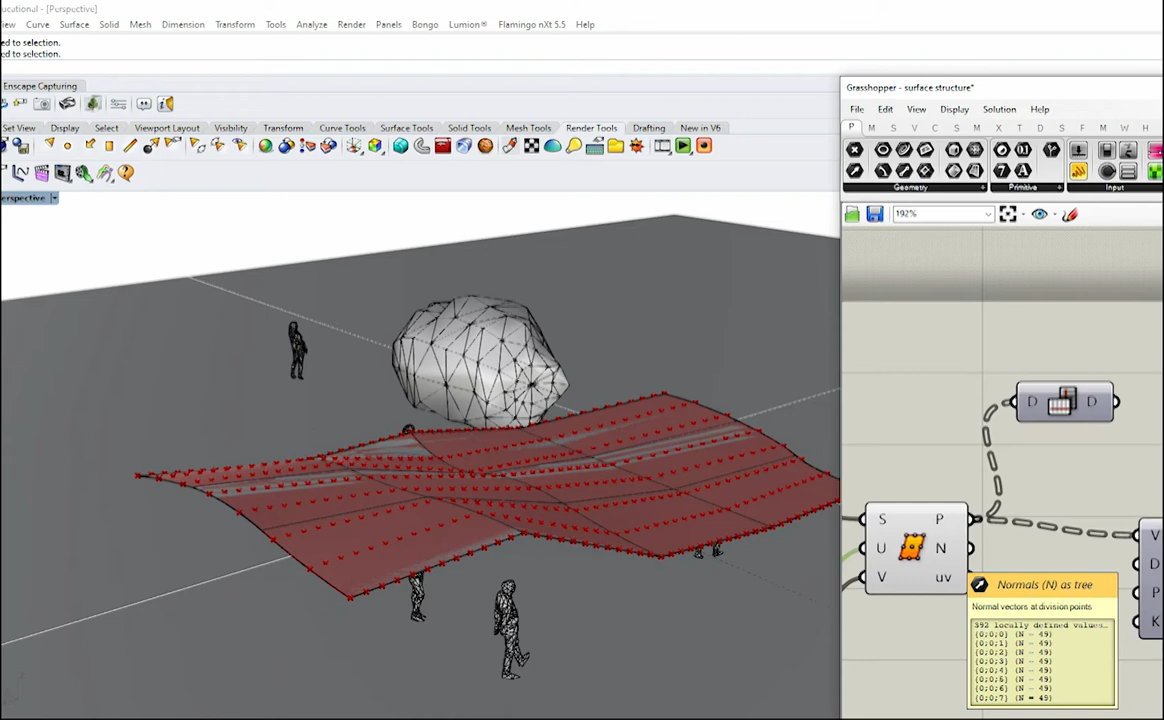 ucational - [Perspective]
iew Curve Surface Solid Mesh Dimension Transform Tools Analyze Render Panels Bongo Lumion® Flamingo nXt 5.5 Help
ed to selection.
ed to selection.
Enscape Capturing
Set View Display Select Viewport Layout Visibility Transform Curve Tools Surface Tools Solid Tools Mesh Tools Render Tools Drafting New in V6
erspective
Grasshopper - surface structure*
File Edit View Display Solution Help
P M S V C S M X T D S F M W H
Geometry Primitive Input
192%
D D
S P
U N
V uv
V
D
P
K
Normals (N) as tree
Normal vectors at division points
392 locally defined values...
{0;0;0} (N = 49)
{0;0;1} (N = 49)
{0;0;2} (N = 49)
{0;0;3} (N = 49)
{0;0;4} (N = 49)
{0;0;5} (N = 49)
{0;0;6} (N = 49)
{0;0;7} (N = 49)